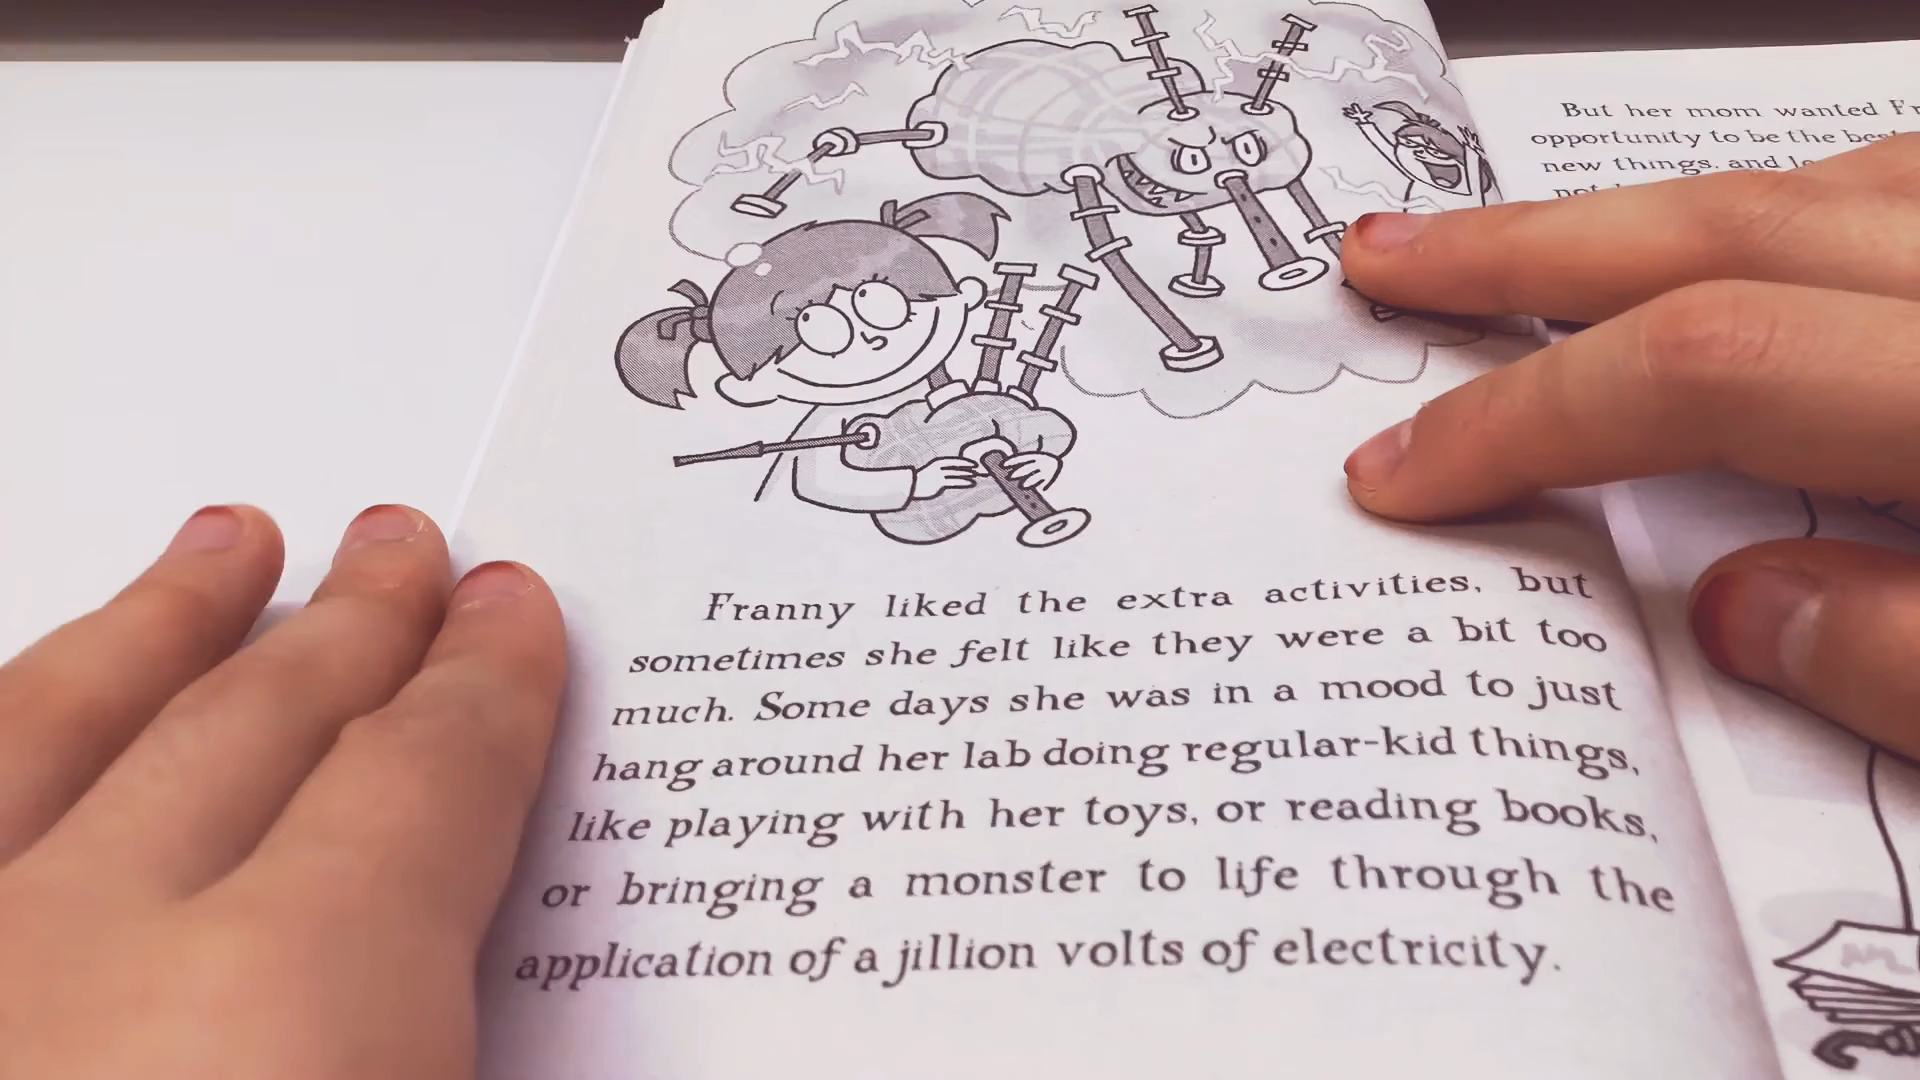 Franny liked the extra activities, but
sometimes she felt like they were a bit too
much. Some days she was in a mood to just
hang around her lab doing regular-kid things,
like playing with her toys, or reading books,
or bringing a monster to life through the
application of a jillion volts of electricity.
But her mom wanted
opportunity to be the best
new things, and